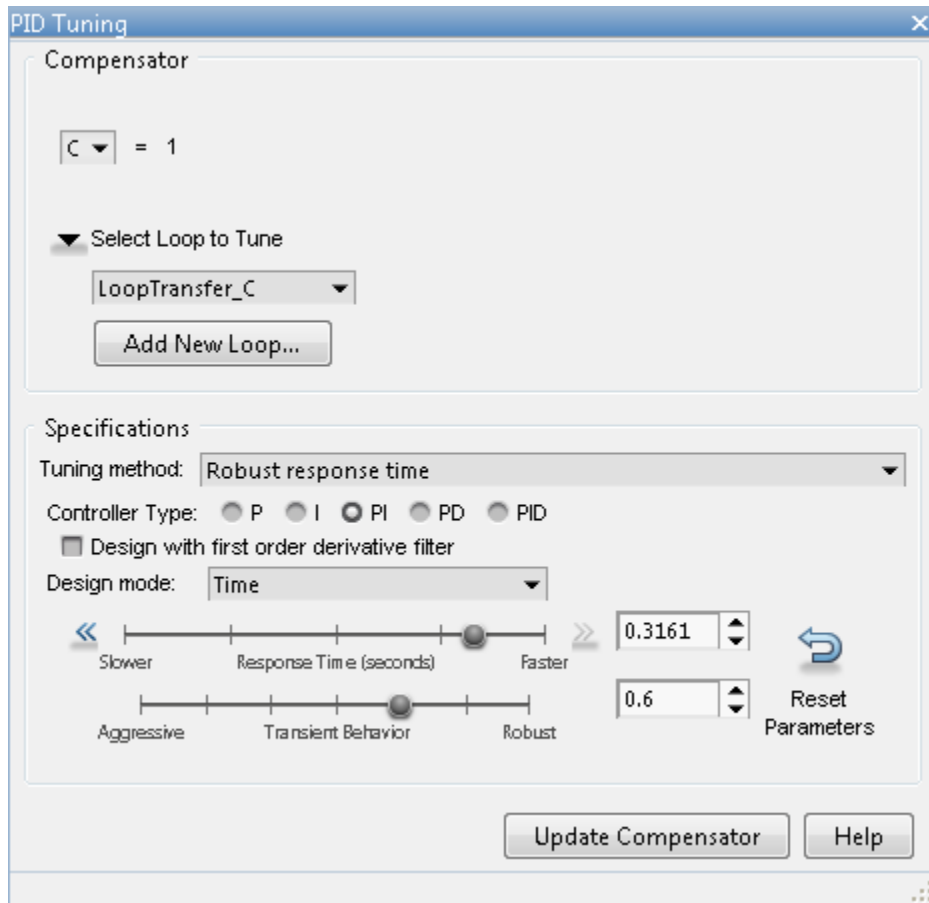 PID Tuning
Compensator
C = 1
Select Loop to Tune
LoopTransfer_C
Add New Loop...
Specifications
Tuning method: Robust response time
Controller Type: P I PI PD PID
Design with first order derivative filter
Design mode: Time
0.3161
Slower Response Time (seconds) Faster
0.6
Aggressive Transient Behavior Robust
Reset
Parameters
Update Compensator Help